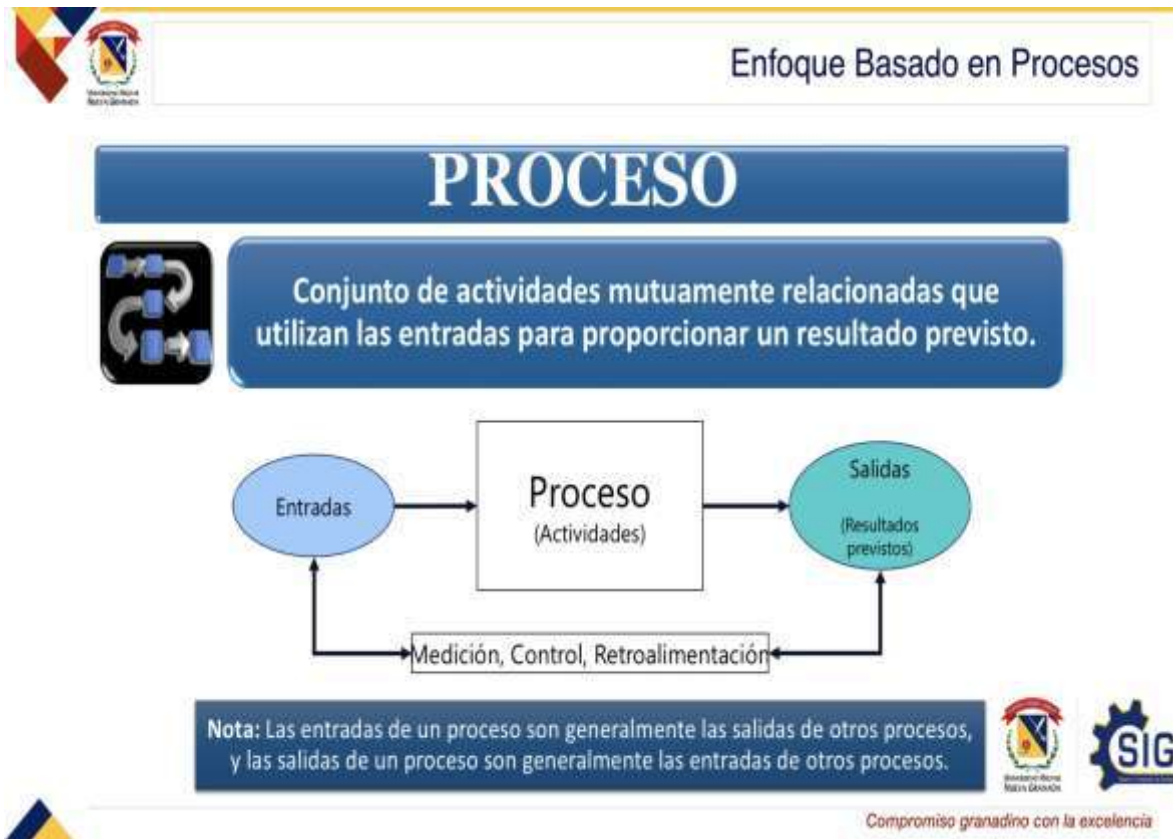 Enfoque Basado en Procesos
PROCESO
Conjunto de actividades mutuamente relacionadas que
utilizan las entradas para proporcionar un resultado previsto.
Entradas
Proceso
(Actividades)
Salidas
(Resultados
previstos)
Medición, Control, Retroalimentación
Nota: Las entradas de un proceso son generalmente las salidas de otros procesos,
y las salidas de un proceso son generalmente las entradas de otros procesos.
NUEVA GRANADA
SIG
Compromiso granadino con la excelencia